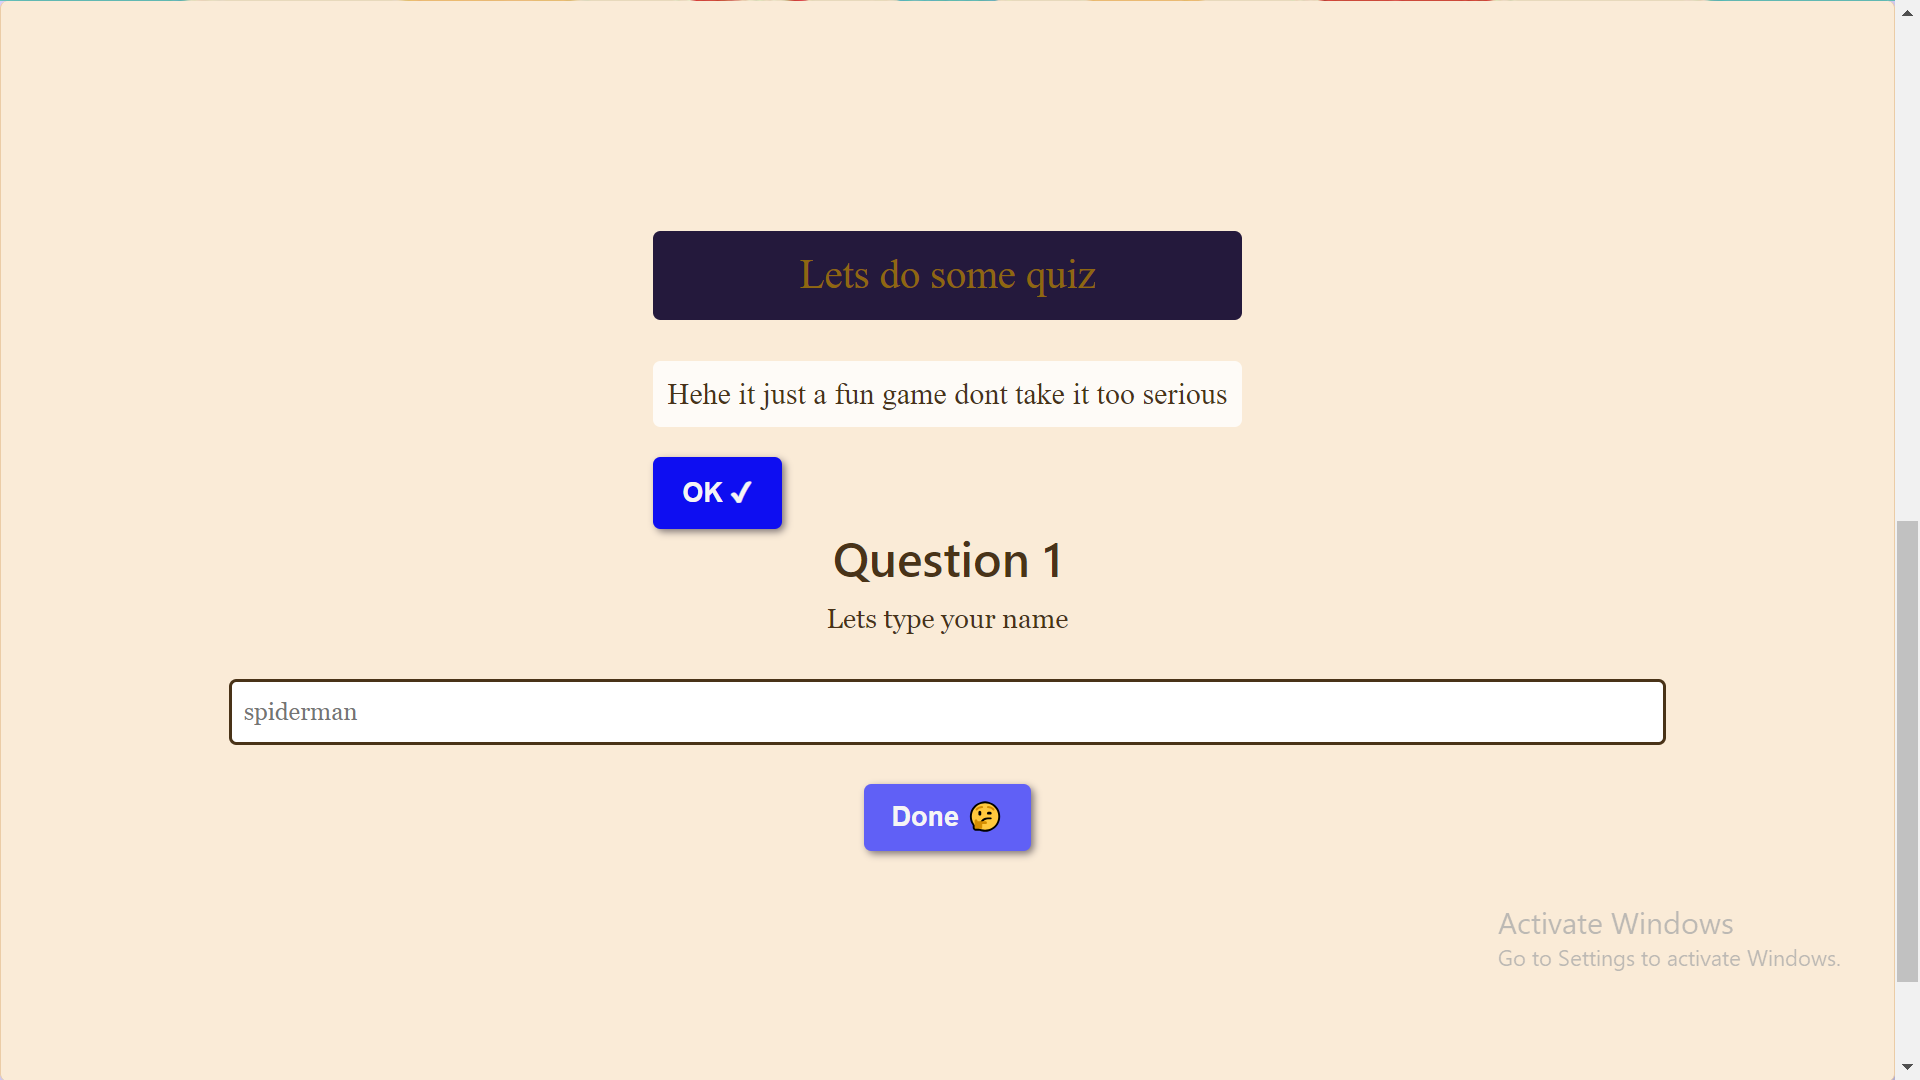 Lets do some quiz
Hehe it just a fun game dont take it too serious
OK ✓
Question 1
Lets type your name
spiderman
Done 🤔
Activate Windows
Go to Settings to activate Windows.